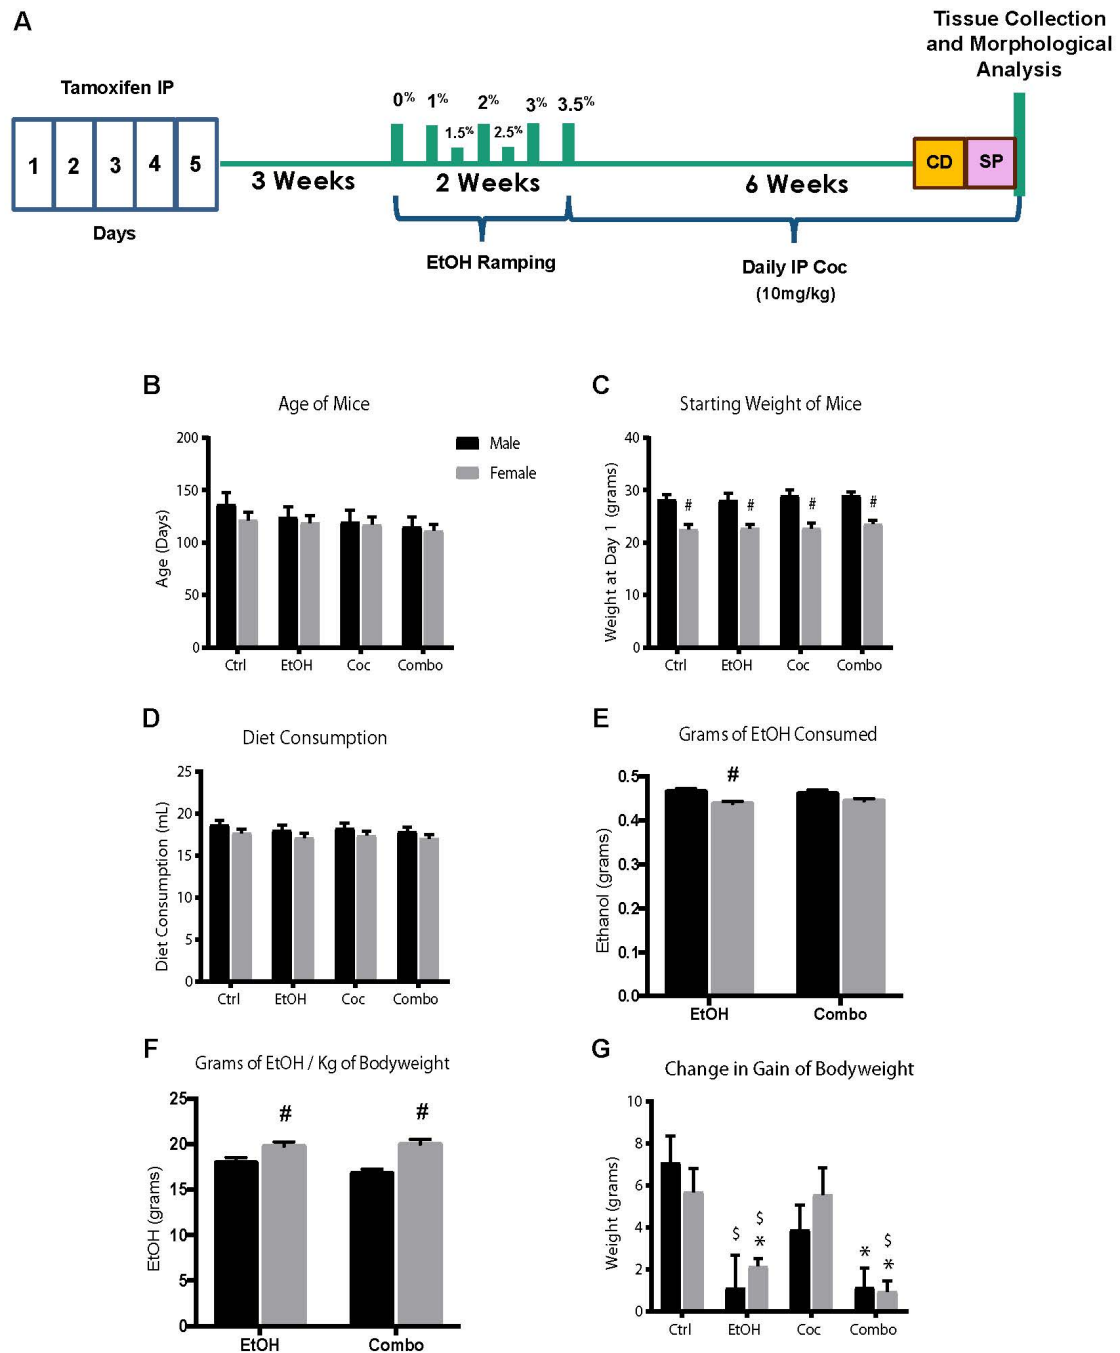 A
Tissue Collection
and Morphological
Analysis
Tamoxifen IP
0% 1% 1.5% 2% 2.5% 3% 3.5%
1 2 3 4 5
CD SP
3 Weeks 2 Weeks 6 Weeks
Days
EtOH Ramping
Daily IP Coc
(10mg/kg)
B
Age of Mice
200
150
100
50
0
Age (Days)
Ctrl EtOH Coc Combo
Male
Female
C
Starting Weight of Mice
40
30
20
10
0
Weight at Day 1 (grams)
# # # #
Ctrl EtOH Coc Combo
D
Diet Consumption
25
20
15
10
5
0
Diet Consumption (mL)
Ctrl EtOH Coc Combo
E
Grams of EtOH Consumed
0.5
0.4
0.3
0.2
0.1
0.0
Ethanol (grams)
#
EtOH Combo
F
Grams of EtOH / Kg of Bodyweight
25
20
15
10
5
0
EtOH (grams)
# #
EtOH Combo
G
Change in Gain of Bodyweight
10
8
6
4
2
0
Weight (grams)
$ $ $
* * *
Ctrl EtOH Coc Combo